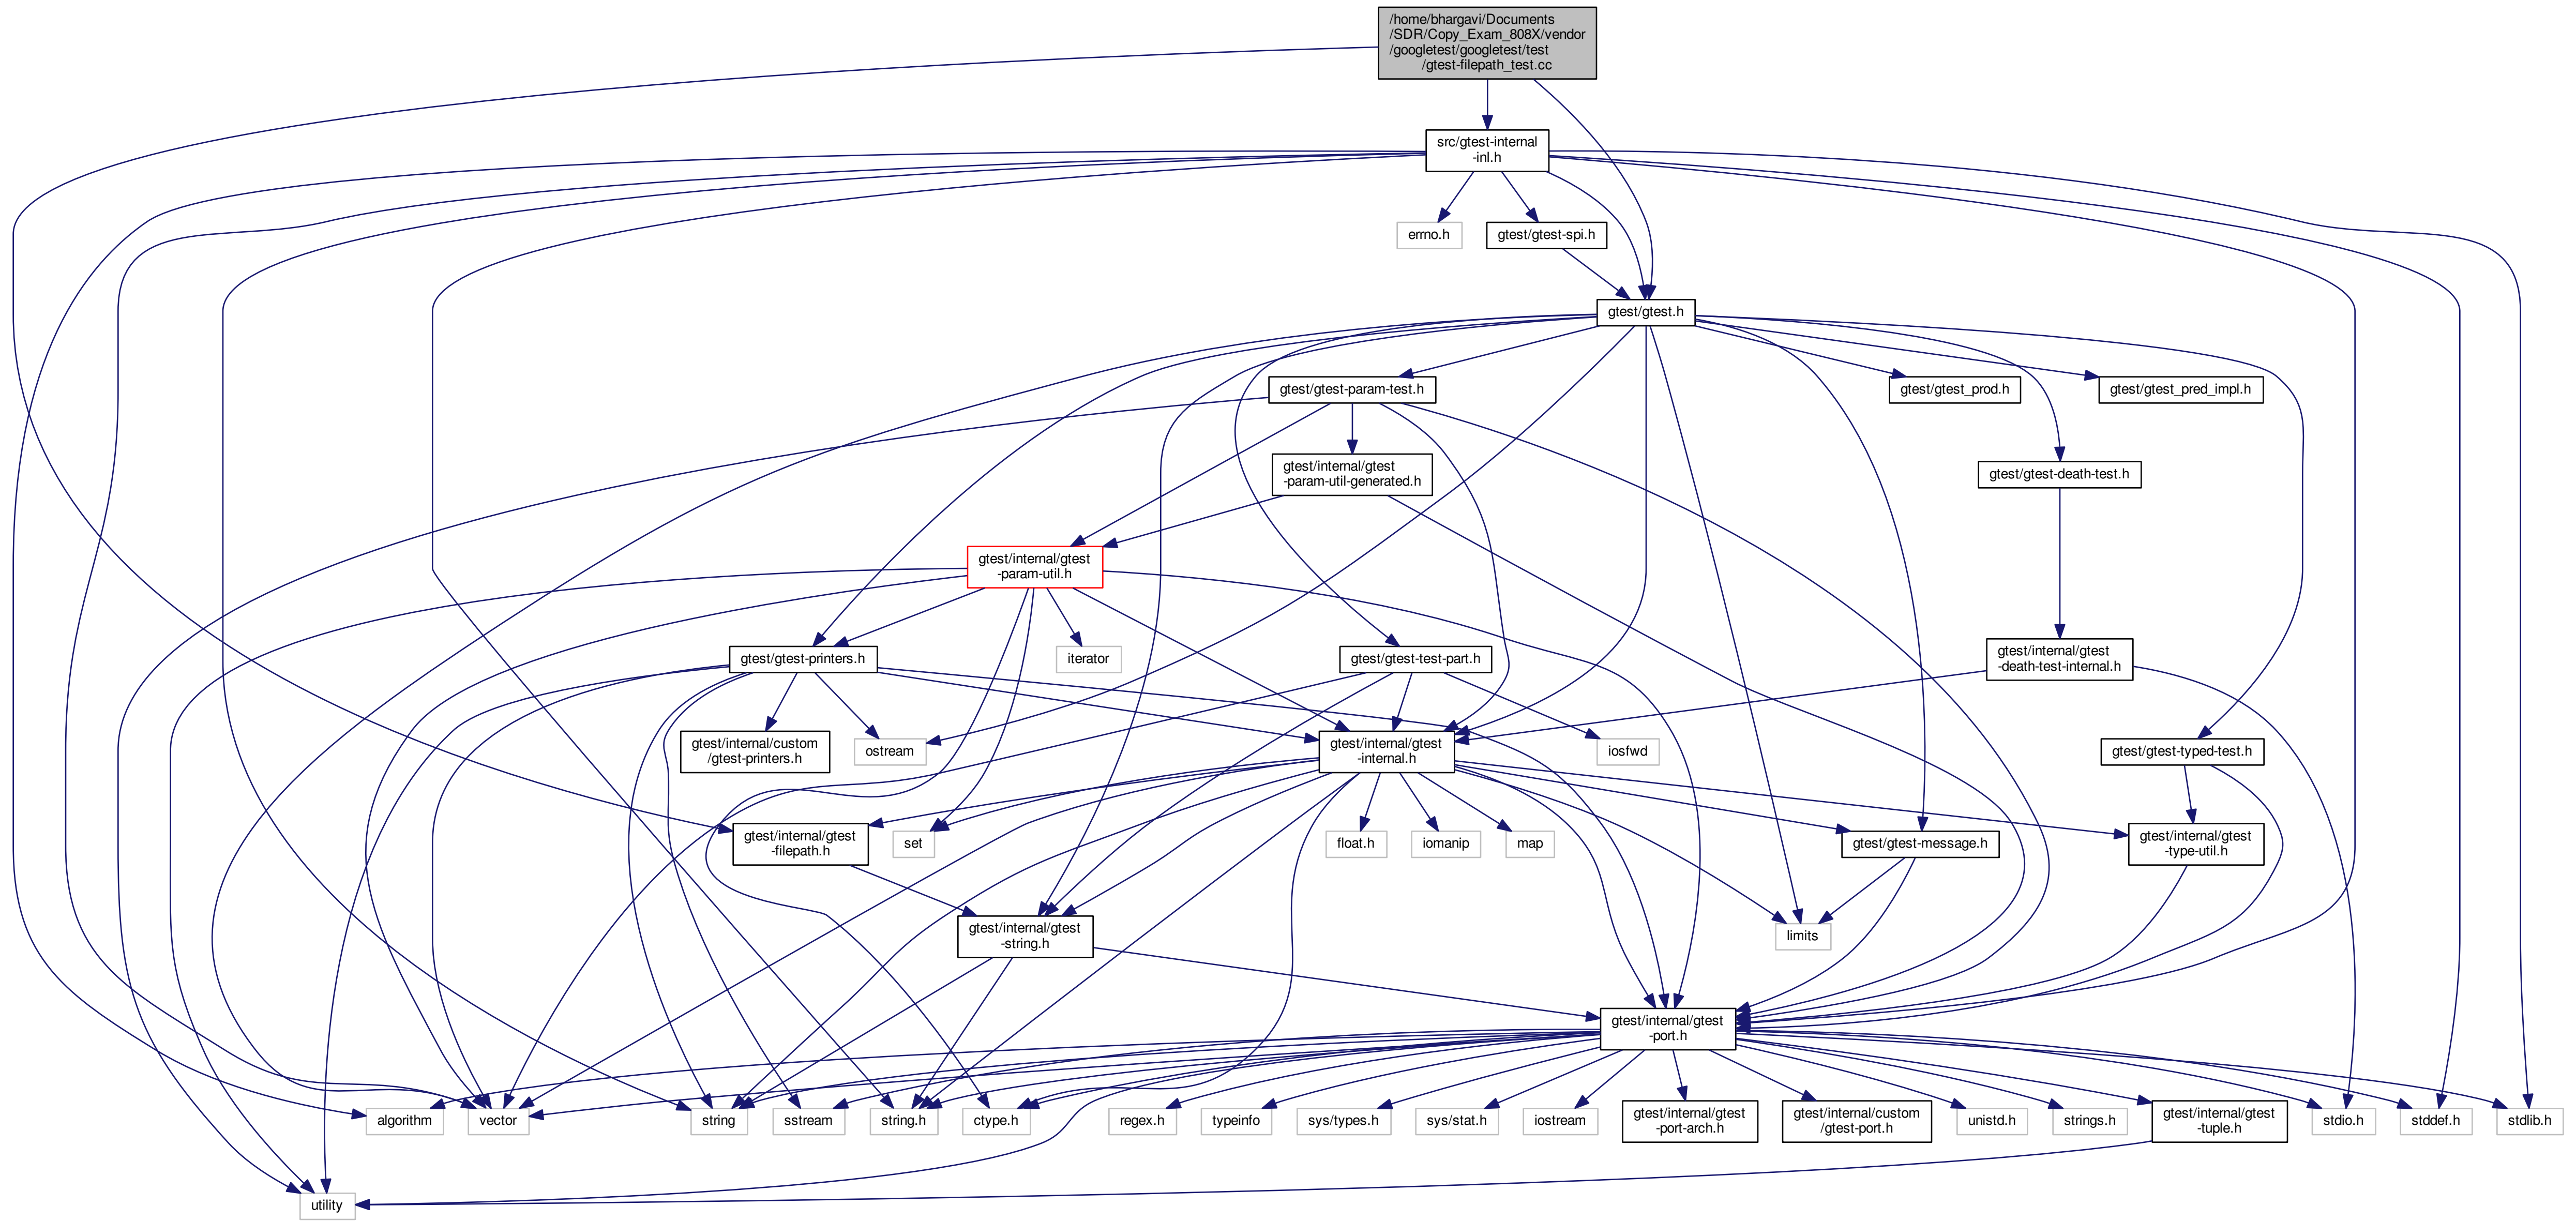 /home/bhargavi/Documents
/SDR/Copy_Exam_808X/vendor
/googletest/googletest/test
/gtest-filepath_test.cc
src/gtest-internal
-inl.h
errno.h
gtest/gtest-spi.h
gtest/gtest.h
gtest/gtest-param-test.h
gtest/gtest_prod.h
gtest/gtest_pred_impl.h
gtest/internal/gtest
-param-util-generated.h
gtest/gtest-death-test.h
gtest/internal/gtest
-param-util.h
gtest/gtest-printers.h
iterator
gtest/gtest-test-part.h
gtest/internal/gtest
-death-test-internal.h
gtest/internal/custom
/gtest-printers.h
ostream
gtest/internal/gtest
-internal.h
iosfwd
gtest/gtest-typed-test.h
gtest/internal/gtest
-filepath.h
set
float.h
iomanip
map
gtest/gtest-message.h
gtest/internal/gtest
-type-util.h
gtest/internal/gtest
-string.h
limits
gtest/internal/gtest
-port.h
algorithm
vector
string
sstream
string.h
ctype.h
regex.h
typeinfo
sys/types.h
sys/stat.h
iostream
gtest/internal/gtest
-port-arch.h
gtest/internal/custom
/gtest-port.h
unistd.h
strings.h
gtest/internal/gtest
-tuple.h
stdio.h
stddef.h
stdlib.h
utility